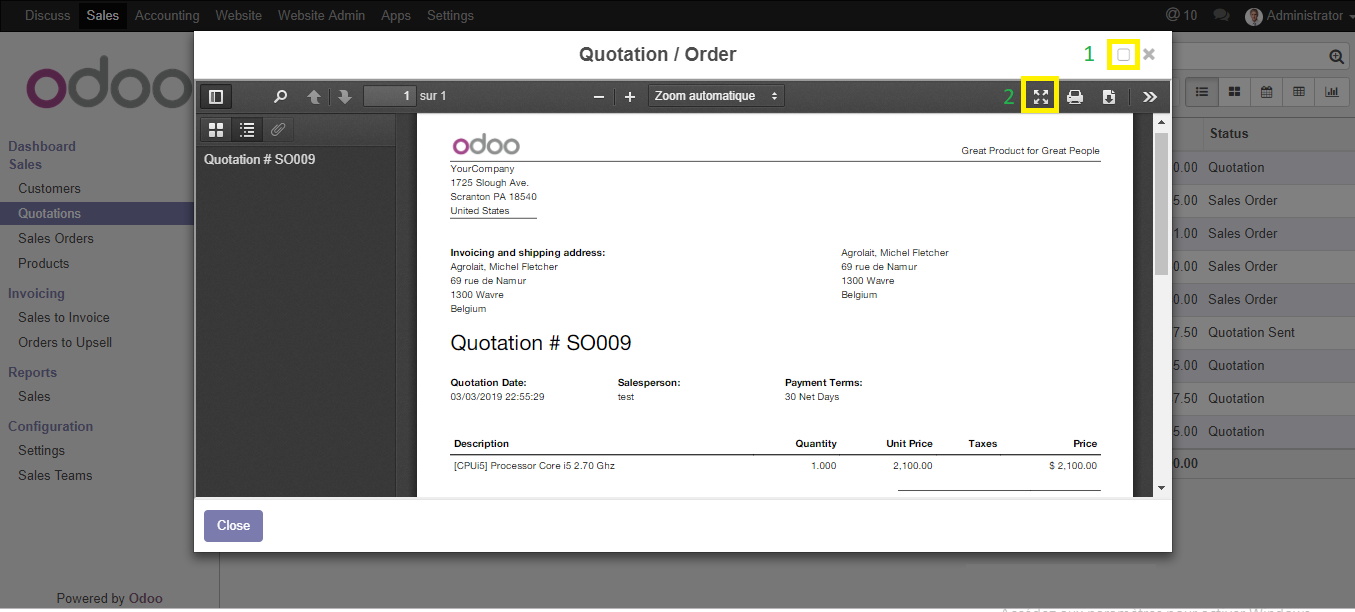 Discuss Sales Accounting Website Website Admin Apps Settings @ 10 Administrator
odoo
Quotation / Order 1
1 sur 1 Zoom automatique 2
Dashboard
Sales
Customers
Quotations
Sales Orders
Products
Invoicing
Sales to Invoice
Orders to Upsell
Reports
Sales
Configuration
Settings
Sales Teams
Powered by Odoo
Quotation # SO009
odoo
Great Product for Great People
YourCompany
1725 Slough Ave.
Scranton PA 18540
United States
Invoicing and shipping address:
Agrolait, Michel Fletcher
69 rue de Namur
1300 Wavre
Belgium
Agrolait, Michel Fletcher
69 rue de Namur
1300 Wavre
Belgium
Quotation # SO009
Quotation Date: Salesperson: Payment Terms:
03/03/2019 22:55:29 test 30 Net Days
Description Quantity Unit Price Taxes Price
[CPUi5] Processor Core i5 2.70 Ghz 1.000 2,100.00 $ 2,100.00
Close
Status
0.00 Quotation
5.00 Sales Order
1.00 Sales Order
0.00 Sales Order
0.00 Sales Order
7.50 Quotation Sent
5.00 Quotation
7.50 Quotation
5.00 Quotation
0.00